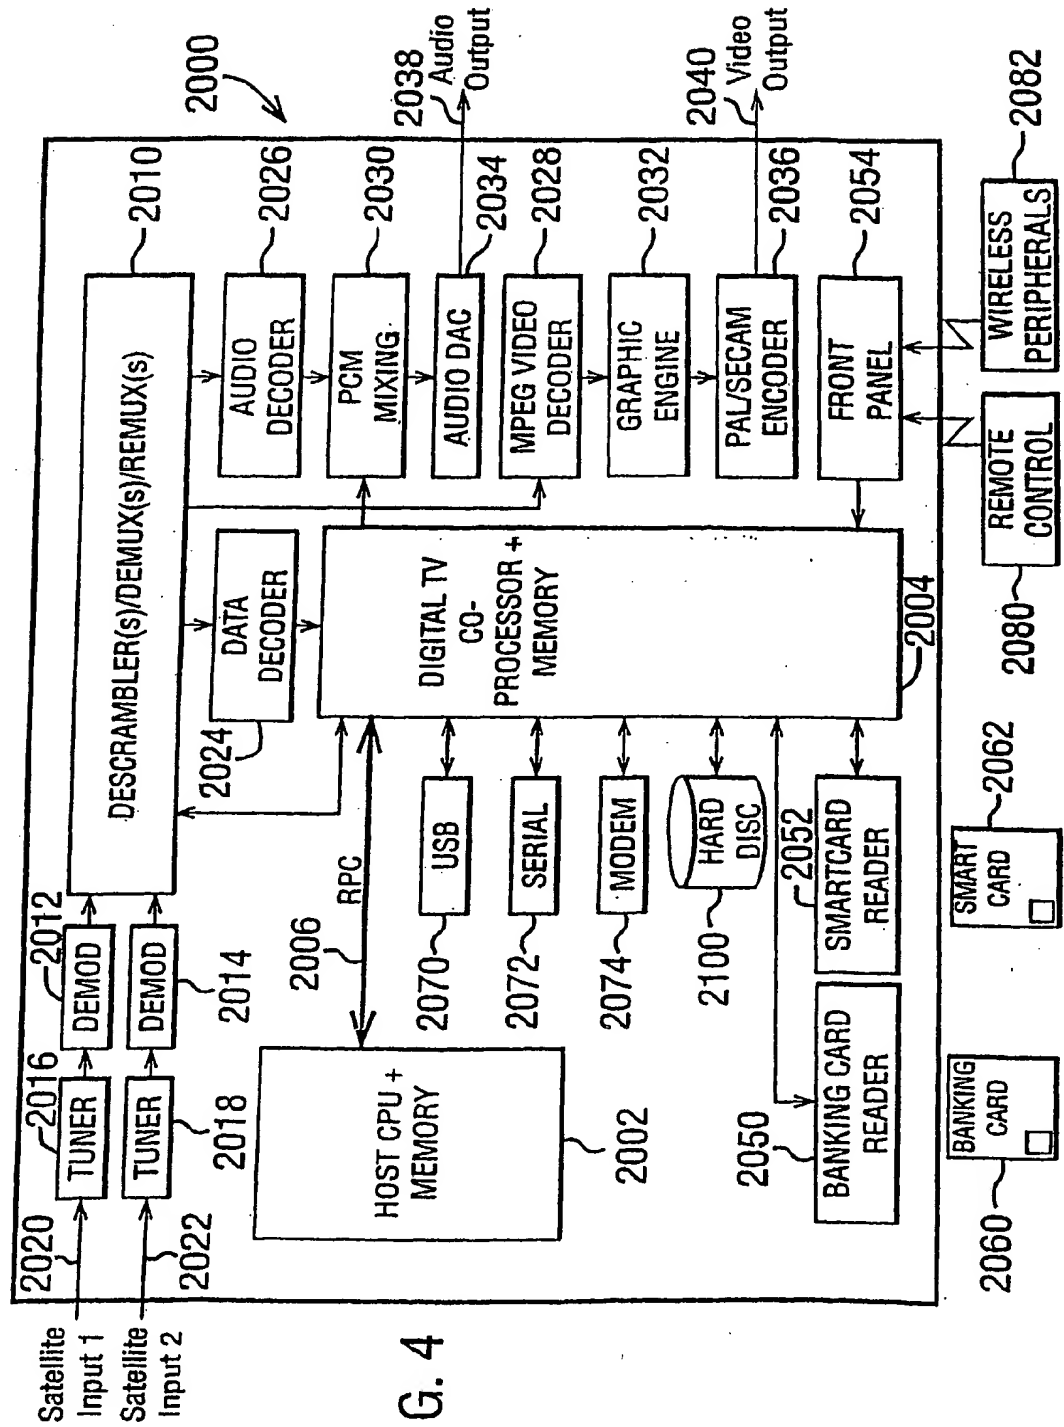 Satellite
Input 1
Satellite
Input 2
2020
2022
2016
TUNER
TUNER
2018
2012
DEMOD
DEMOD
2014
DESCRAMBLER(s)/DEMUX(s)/REMUX(s)
2010
2000
DATA
DECODER
2024
AUDIO
DECODER
2026
PCM
MIXING
2030
AUDIO DAC
2034
2038
Audio
Output
MPEG VIDEO
DECODER
2028
GRAPHIC
ENGINE
2032
PAL/SECAM
ENCODER
2036
2040
Video
Output
FRONT
PANEL
2054
HOST CPU +
MEMORY
2002
2006
RPC
DIGITAL TV
CO-
PROCESSOR +
MEMORY
2004
USB
2070
SERIAL
2072
MODEM
2074
HARD
DISC
2100
SMARTCARD
READER
2052
BANKING CARD
READER
2050
BANKING
CARD
2060
SMART
CARD
2062
REMOTE
CONTROL
2080
WIRELESS
PERIPHERALS
2082
G. 4